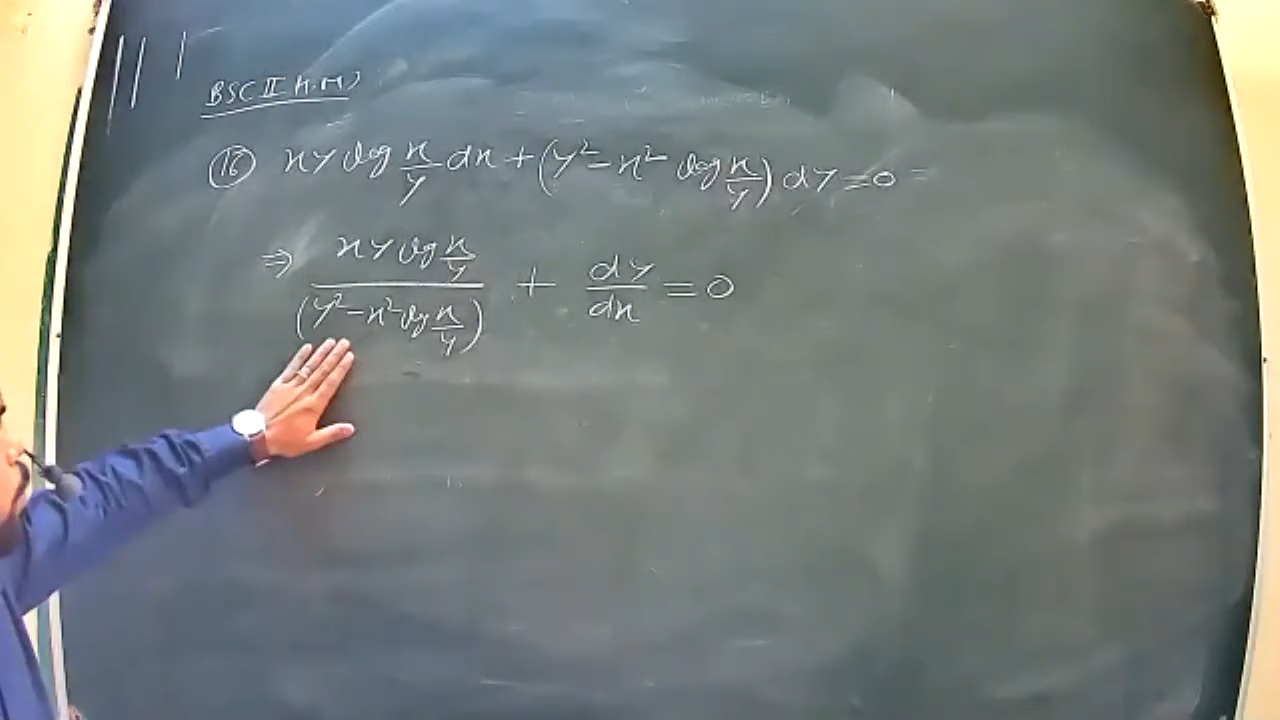 BSC II (H.M)
(16) xy log x/y dx + (y² - x² log x/y) dy = 0
⇒ xy log x/y / (y² - x² log x/y) + dy/dx = 0